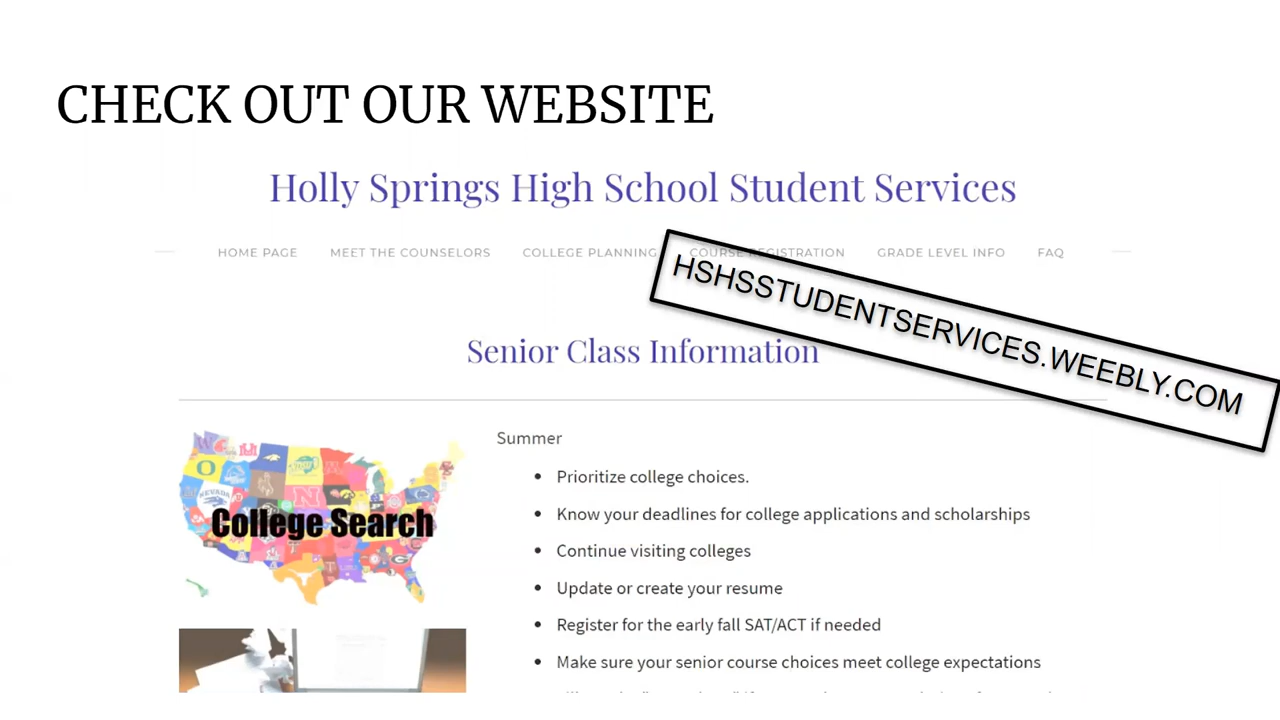 CHECK OUT OUR WEBSITE
Holly Springs High School Student Services
HOME PAGE MEET THE COUNSELORS COLLEGE PLANNING COURSE REGISTRATION GRADE LEVEL INFO FAQ
HSHSSTUDENTSERVICES.WEEBLY.COM
Senior Class Information
College Search
Summer
• Prioritize college choices.
• Know your deadlines for college applications and scholarships
• Continue visiting colleges
• Update or create your resume
• Register for the early fall SAT/ACT if needed
• Make sure your senior course choices meet college expectations